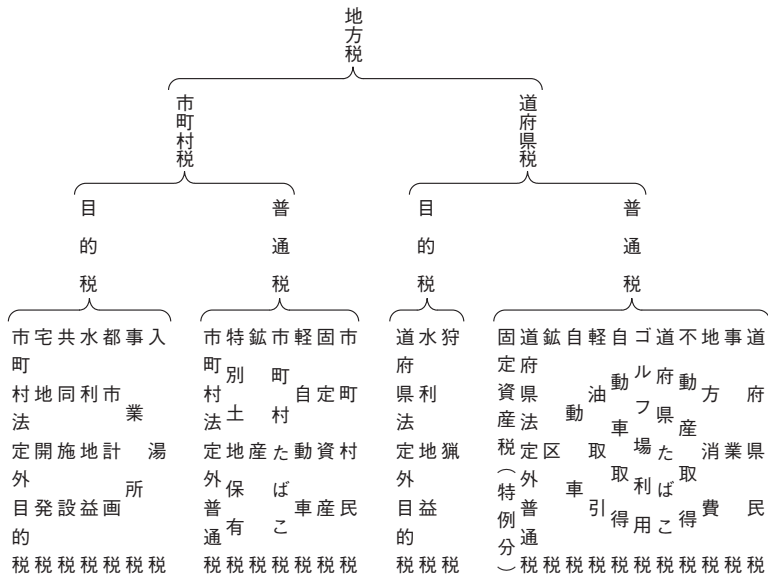 地方税
道府県税
普通税
道府県民税
事業税
地方消費税
不動産取得税
道府県たばこ税
ゴルフ場利用税
自動車取得税
軽油取引税
自動車税
鉱区税
道府県法定外普通税
固定資産税(特例分)
目的税
狩猟税
水利地益税
道府県法定外目的税
市町村税
普通税
市町村民税
固定資産税
軽自動車税
市町村たばこ税
鉱産税
特別土地保有税
市町村法定外普通税
目的税
入湯税
事業所税
都市計画税
水利地益税
共同施設税
宅地開発税
市町村法定外目的税